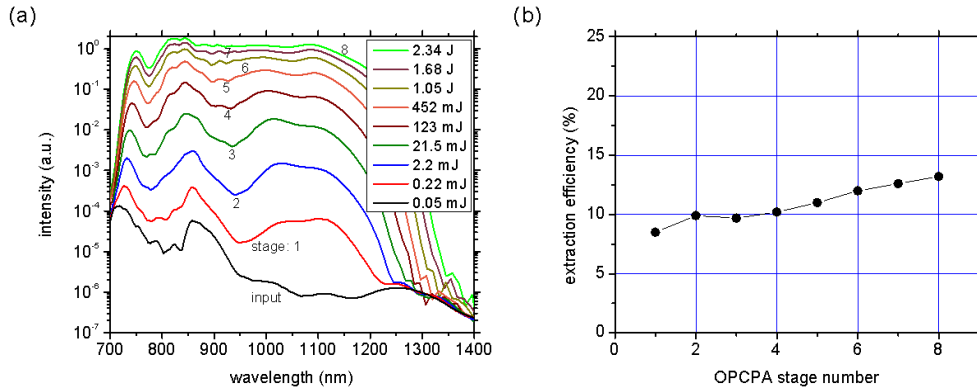 (a)
intensity (a.u.)
10⁰
10⁻¹
10⁻²
10⁻³
10⁻⁴
10⁻⁵
10⁻⁶
10⁻⁷
700 800 900 1000 1100 1200 1300 1400
wavelength (nm)
8
7
6
5
4
3
2
stage: 1
input
2.34 J
1.68 J
1.05 J
452 mJ
123 mJ
21.5 mJ
2.2 mJ
0.22 mJ
0.05 mJ
(b)
extraction efficiency (%)
25
20
15
10
5
0
0 2 4 6 8
OPCPA stage number